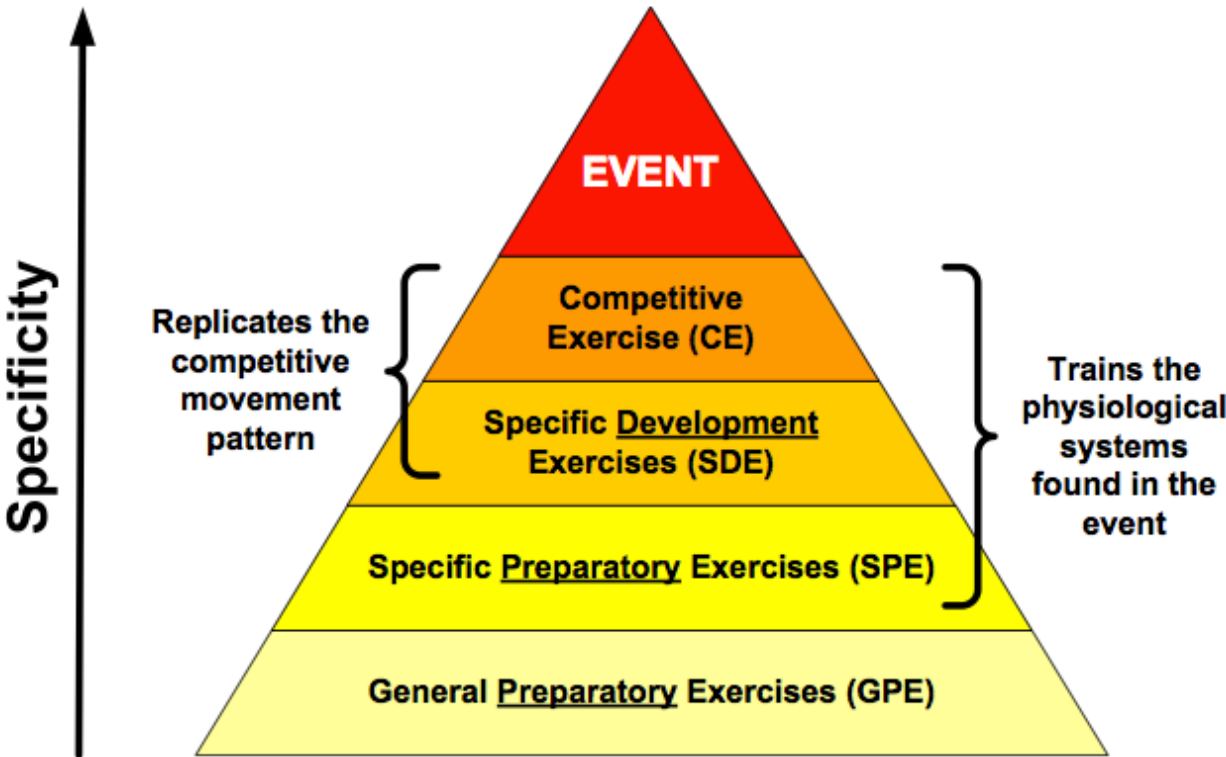 Specificity
EVENT
Competitive
Exercise (CE)
Replicates the
competitive
movement
pattern
Specific Development
Exercises (SDE)
Trains the
physiological
systems
found in the
event
Specific Preparatory Exercises (SPE)
General Preparatory Exercises (GPE)